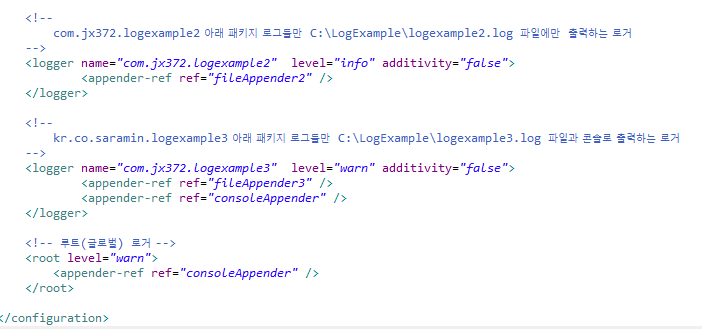 <!--
com.jx372.logexample2 아래 패키지 로그들만 C:\LogExample\logexample2.log 파일에만 출력하는 로거
-->
<logger name="com.jx372.logexample2" level="info" additivity="false">
<appender-ref ref="fileAppender2" />
</logger>
<!--
kr.co.saramin.logexample3 아래 패키지 로그들만 C:\LogExample\logexample3.log 파일과 콘솔로 출력하는 로거
-->
<logger name="com.jx372.logexample3" level="warn" additivity="false">
<appender-ref ref="fileAppender3" />
<appender-ref ref="consoleAppender" />
</logger>
<!-- 루트(글로벌) 로거 -->
<root level="warn">
<appender-ref ref="consoleAppender" />
</root>
</configuration>